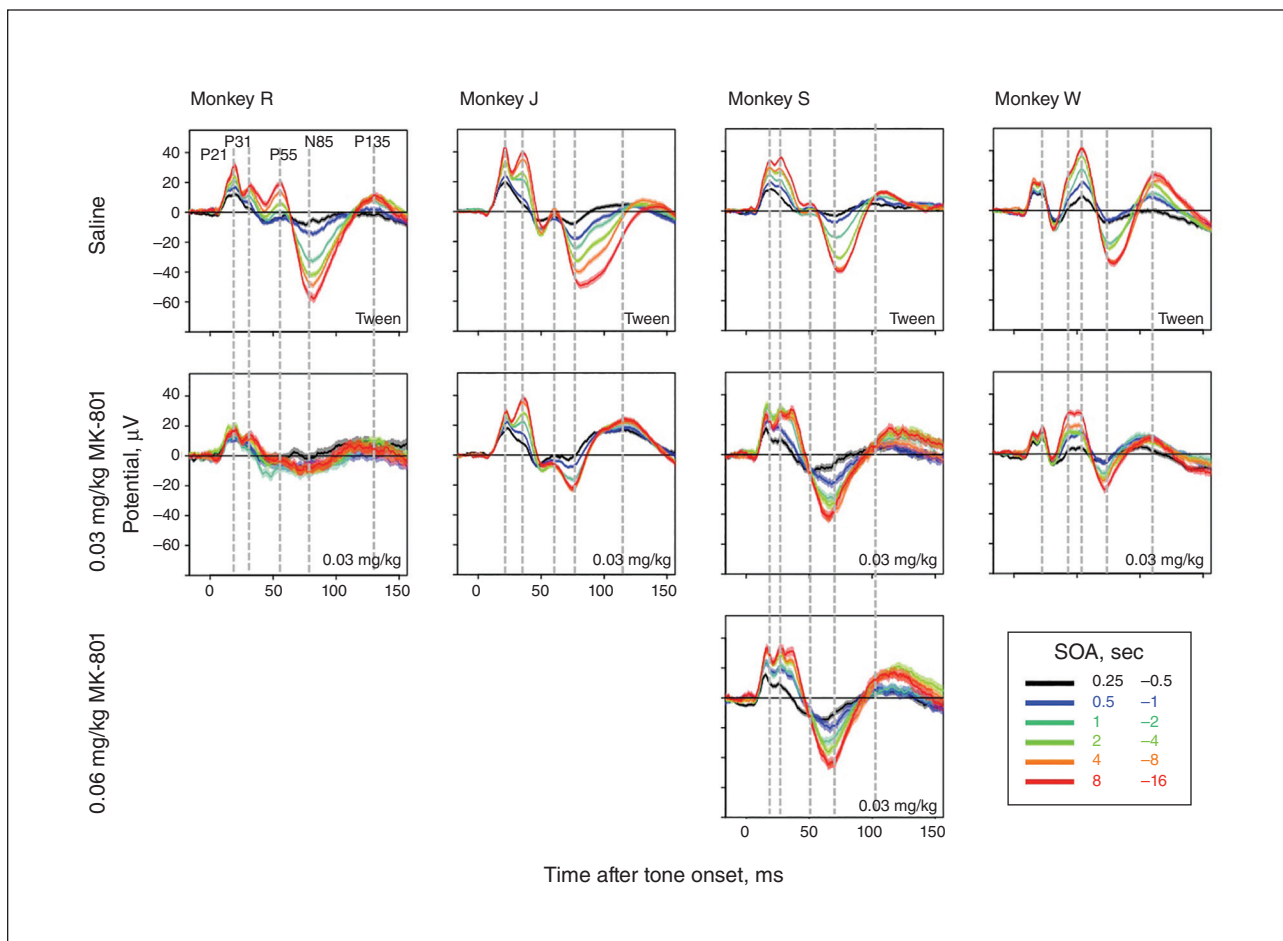 Monkey R Monkey J Monkey S Monkey W
P21 P31 P55 N85 P135
Saline
40
20
0
−20
−40
−60
Tween Tween Tween
Tween
0.03 mg/kg MK-801
Potential, μV
40
20
0
−20
−40
−60
0.03 mg/kg 0.03 mg/kg 0.03 mg/kg 0.03 mg/kg
0 50 100 150 0 50 100 150
0.06 mg/kg MK-801
0.03 mg/kg
0 50 100 150
SOA, sec
0.25 −0.5
0.5 −1
1 −2
2 −4
4 −8
8 −16
Time after tone onset, ms